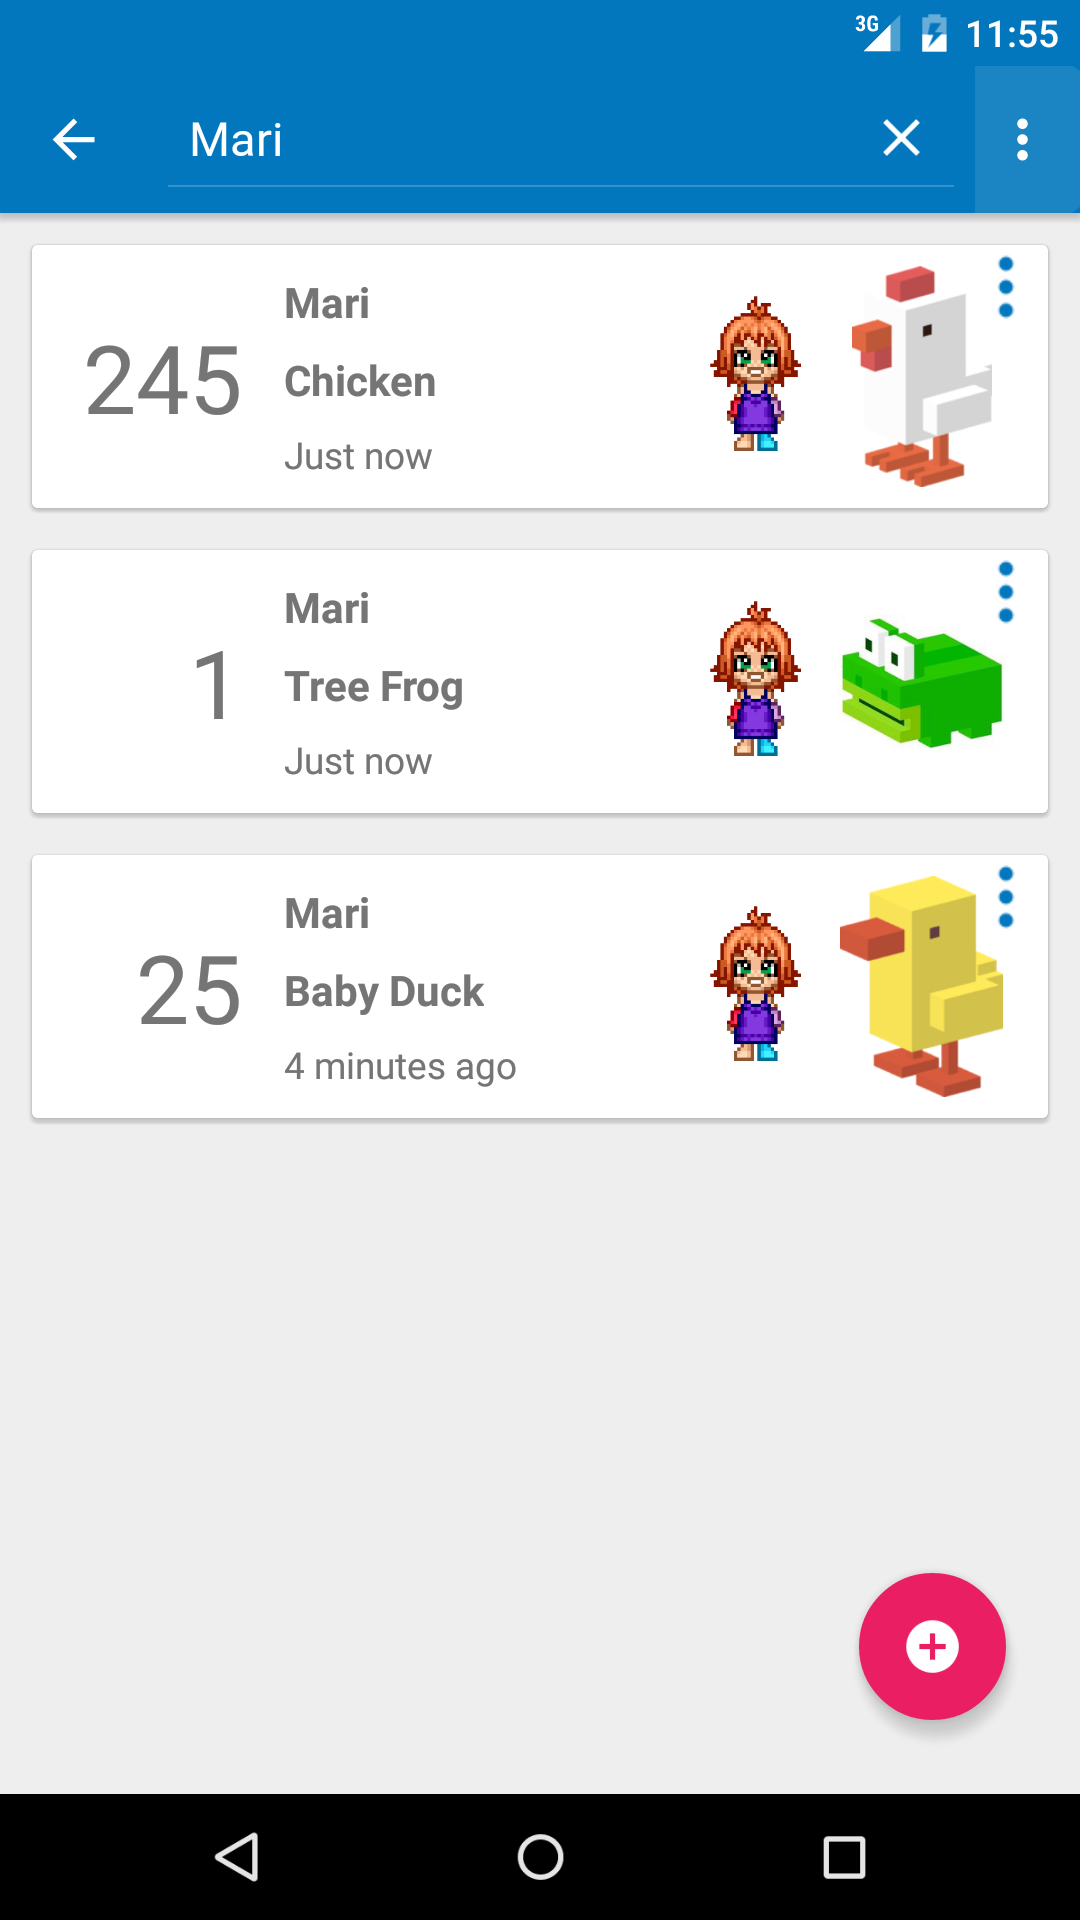 3G 11:55
Mari
Mari
245
Chicken
Just now
Mari
1
Tree Frog
Just now
Mari
25
Baby Duck
4 minutes ago